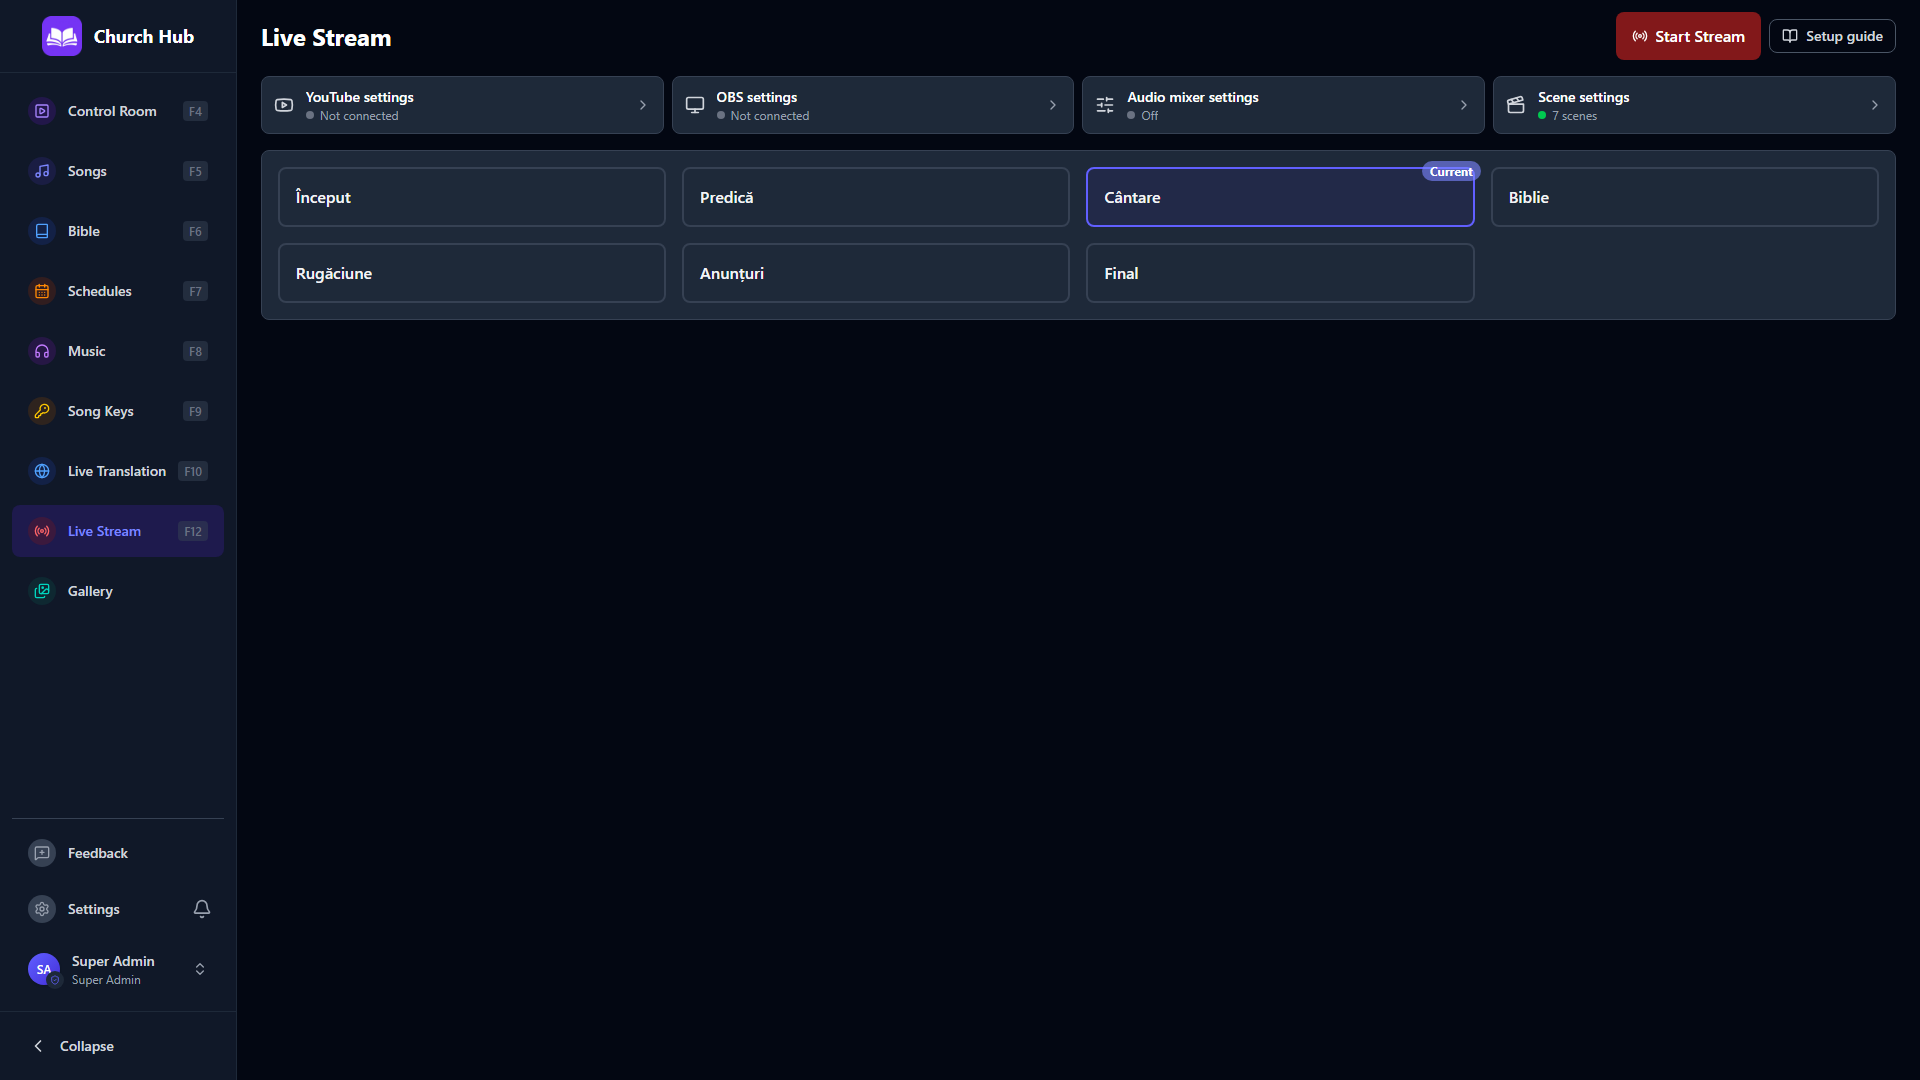 Church Hub
Control Room F4
Songs F5
Bible F6
Schedules F7
Music F8
Song Keys F9
Live Translation F10
Live Stream F12
Gallery
Feedback
Settings
SA
Super Admin
Super Admin
Collapse
Live Stream
Start Stream
Setup guide
YouTube settings
Not connected
OBS settings
Not connected
Audio mixer settings
Off
Scene settings
7 scenes
Început
Predică
Cântare
Current
Biblie
Rugăciune
Anunțuri
Final